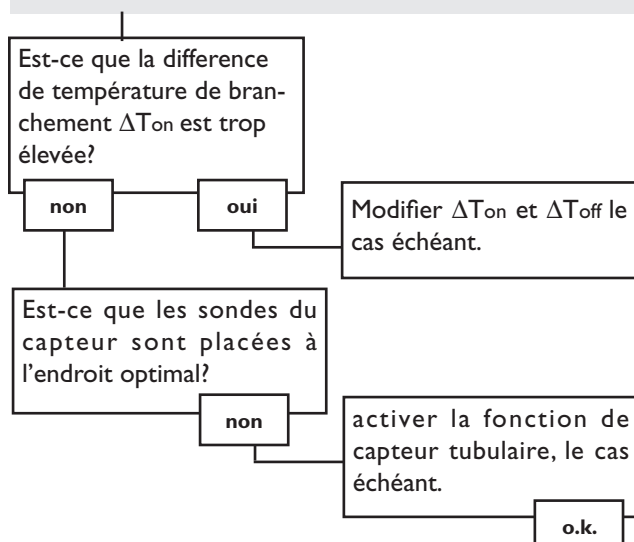 Est-ce que la difference
de température de bran-
chement ΔTon est trop
élevée?
non
oui
Modifier ΔTon et ΔToff le
cas échéant.
Est-ce que les sondes du
capteur sont placées à
l'endroit optimal?
non
activer la fonction de
capteur tubulaire, le cas
échéant.
o.k.